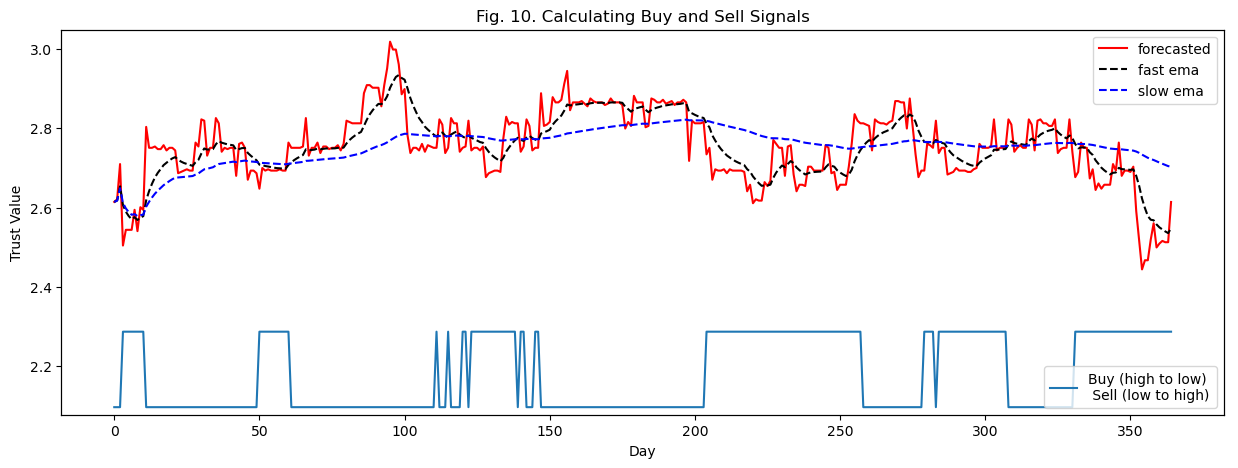 Fig. 10. Calculating Buy and Sell Signals
3.0
2.8
2.6
2.4
2.2
Trust Value
forecasted
fast ema
slow ema
Buy (high to low)
Sell (low to high)
0 50 100 150 200 250 300 350
Day